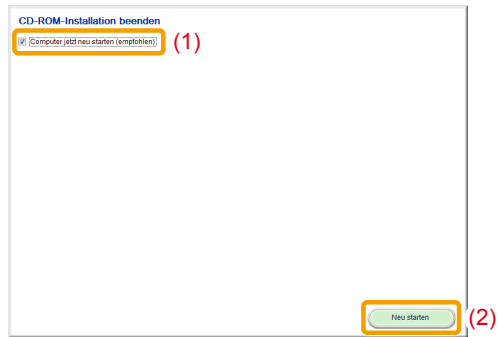 CD-ROM-Installation beenden
Computer jetzt neu starten (empfohlen)
(1)
Neu starten
(2)